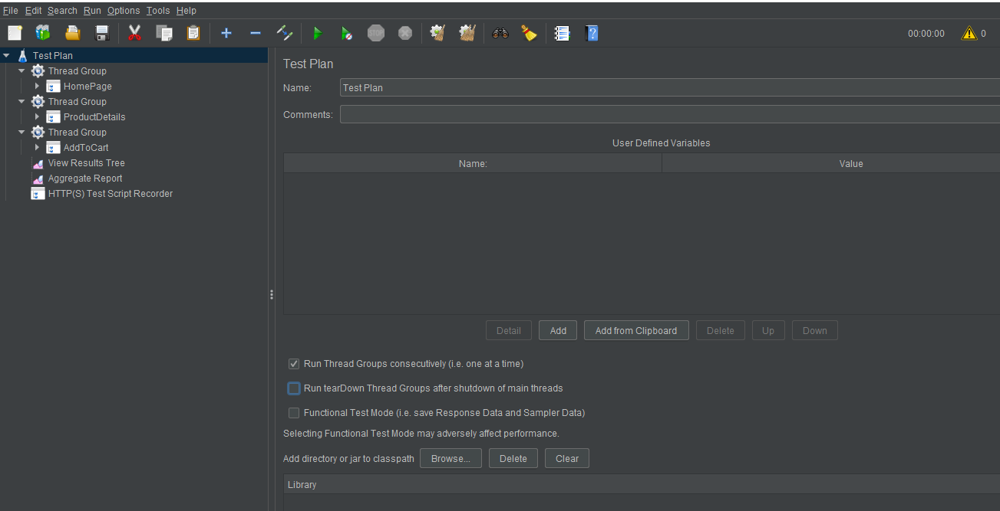 File Edit Search Run Options Tools Help
STOP
00:00:00 0
Test Plan
Thread Group
HomePage
Thread Group
ProductDetails
Thread Group
AddToCart
View Results Tree
Aggregate Report
HTTP(S) Test Script Recorder
Test Plan
Name: Test Plan
Comments:
User Defined Variables
Name: Value
Detail Add Add from Clipboard Delete Up Down
Run Thread Groups consecutively (i.e. one at a time)
Run tearDown Thread Groups after shutdown of main threads
Functional Test Mode (i.e. save Response Data and Sampler Data)
Selecting Functional Test Mode may adversely affect performance.
Add directory or jar to classpath Browse... Delete Clear
Library